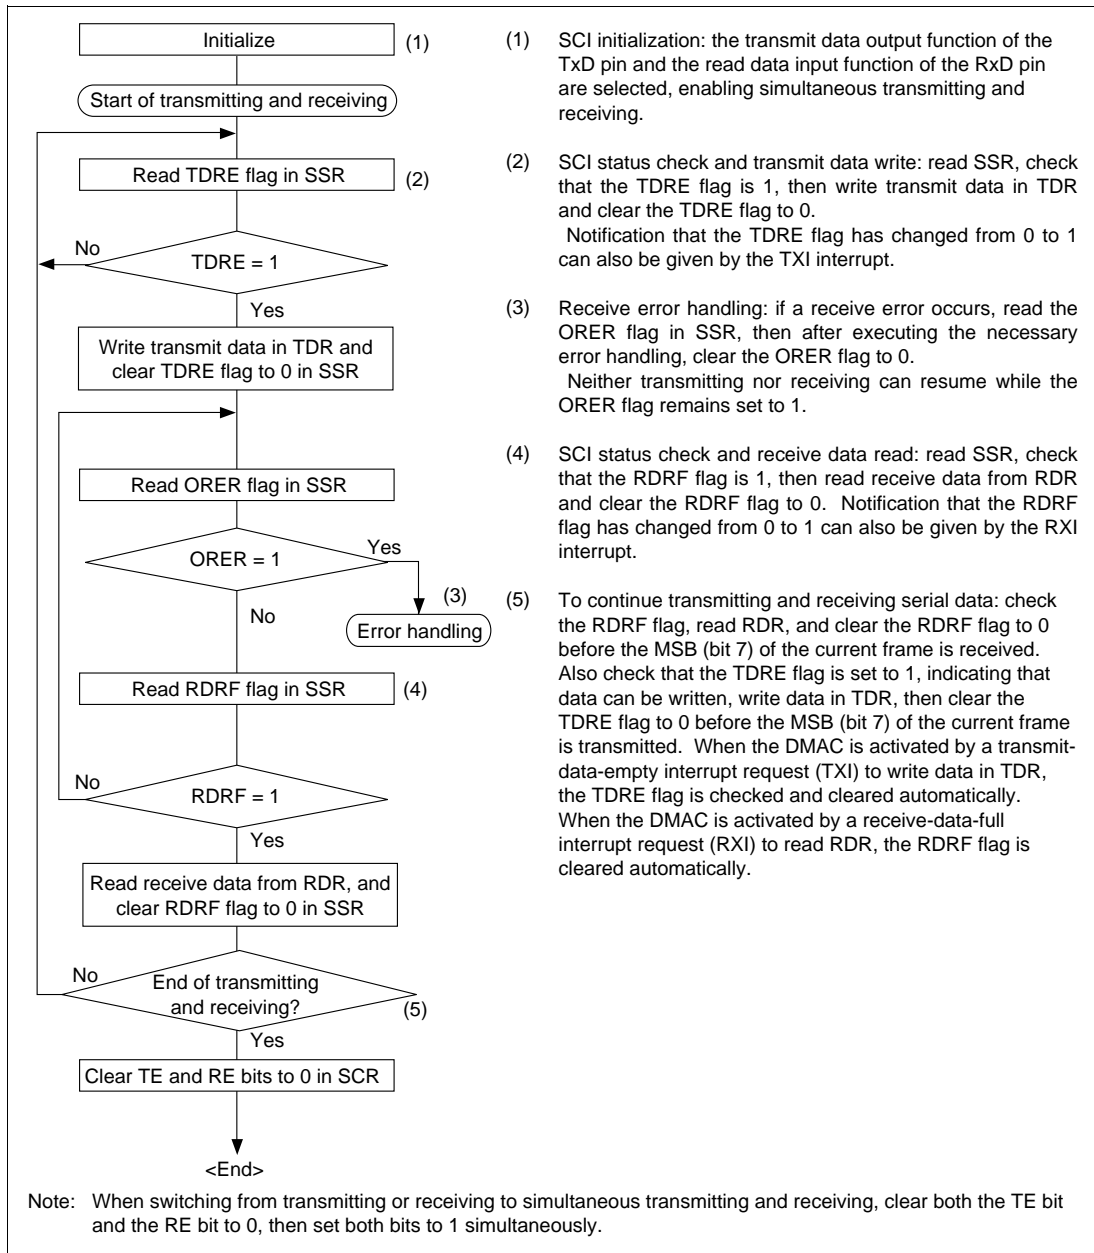 Initialize
(1)
Start of transmitting and receiving
Read TDRE flag in SSR
(2)
No
TDRE = 1
Yes
Write transmit data in TDR and
clear TDRE flag to 0 in SSR
Read ORER flag in SSR
Yes
ORER = 1
(3)
No
Error handling
Read RDRF flag in SSR
(4)
No
RDRF = 1
Yes
Read receive data from RDR, and
clear RDRF flag to 0 in SSR
No
End of transmitting
and receiving?
(5)
Yes
Clear TE and RE bits to 0 in SCR
<End>
(1) SCI initialization: the transmit data output function of the
TxD pin and the read data input function of the RxD pin
are selected, enabling simultaneous transmitting and
receiving.
(2) SCI status check and transmit data write: read SSR, check
that the TDRE flag is 1, then write transmit data in TDR
and clear the TDRE flag to 0.
Notification that the TDRE flag has changed from 0 to 1
can also be given by the TXI interrupt.
(3) Receive error handling: if a receive error occurs, read the
ORER flag in SSR, then after executing the necessary
error handling, clear the ORER flag to 0.
Neither transmitting nor receiving can resume while the
ORER flag remains set to 1.
(4) SCI status check and receive data read: read SSR, check
that the RDRF flag is 1, then read receive data from RDR
and clear the RDRF flag to 0. Notification that the RDRF
flag has changed from 0 to 1 can also be given by the RXI
interrupt.
(5) To continue transmitting and receiving serial data: check
the RDRF flag, read RDR, and clear the RDRF flag to 0
before the MSB (bit 7) of the current frame is received.
Also check that the TDRE flag is set to 1, indicating that
data can be written, write data in TDR, then clear the
TDRE flag to 0 before the MSB (bit 7) of the current frame
is transmitted. When the DMAC is activated by a transmit-
data-empty interrupt request (TXI) to write data in TDR,
the TDRE flag is checked and cleared automatically.
When the DMAC is activated by a receive-data-full
interrupt request (RXI) to read RDR, the RDRF flag is
cleared automatically.
Note: When switching from transmitting or receiving to simultaneous transmitting and receiving, clear both the TE bit
and the RE bit to 0, then set both bits to 1 simultaneously.